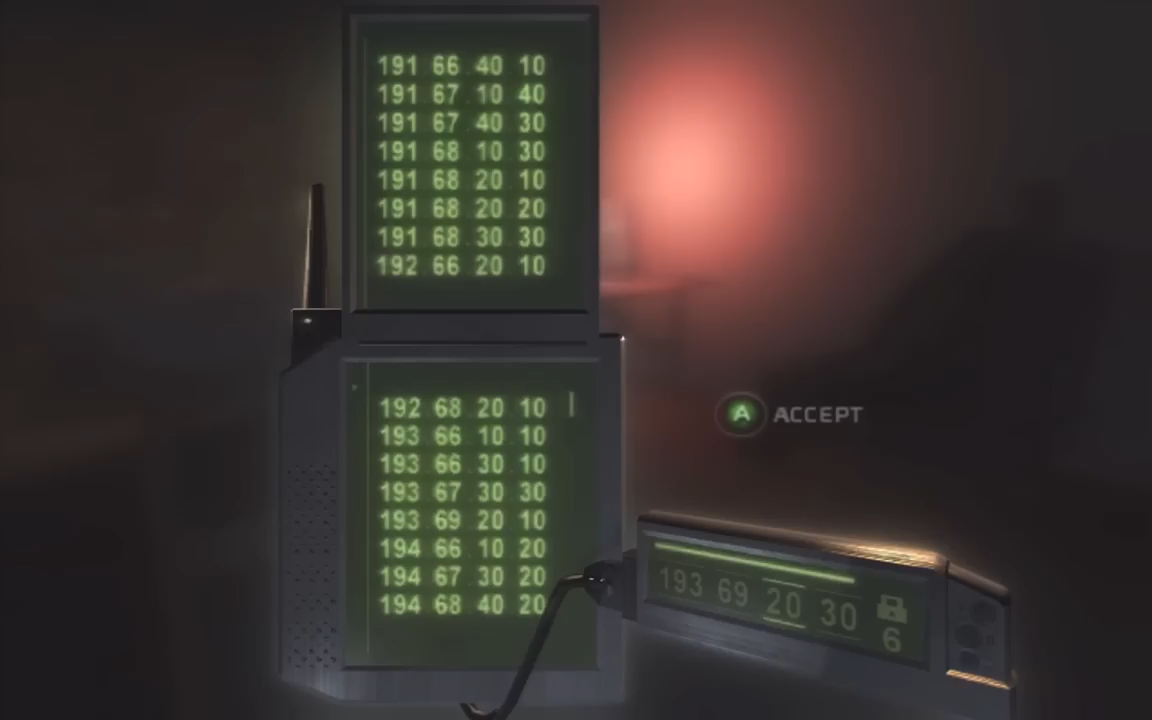 191 66 40 10
191 67 10 40
191 67 40 30
191 68 10 30
191 68 20 10
191 68 20 20
191 68 30 30
192 66 20 10
192 68 20 10
193 66 10 10
193 66 30 10
193 67 30 30
193 69 20 10
194 66 10 20
194 67 30 20
194 68 40 20
A ACCEPT
193 69 20 30
6